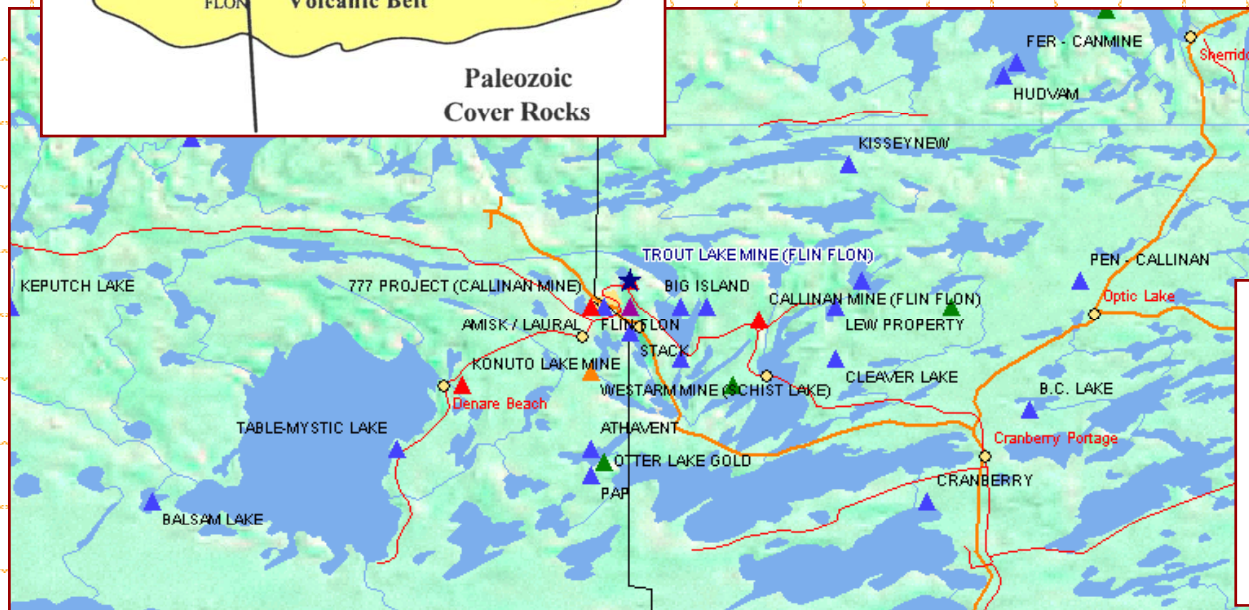 FLON
Volcanic Belt
Paleozoic
Cover Rocks
FER - CANMINE
HUDVAM
KISSEYNEW
TROUT LAKE MINE (FLIN FLON)
PEN - CALLINAN
KEPUTCH LAKE
777 PROJECT (CALLINAN MINE)
BIG ISLAND
CALLINAN MINE (FLIN FLON)
Optic Lake
AMISK / LAURAL
FLIN FLON
LEW PROPERTY
STACK
KONUTO LAKE MINE
CLEAVER LAKE
WESTARM MINE (SCHIST LAKE)
B.C. LAKE
Denare Beach
TABLE-MYSTIC LAKE
ATHAVENT
Cranberry Portage
OTTER LAKE GOLD
CRANBERRY
PAP
BALSAM LAKE